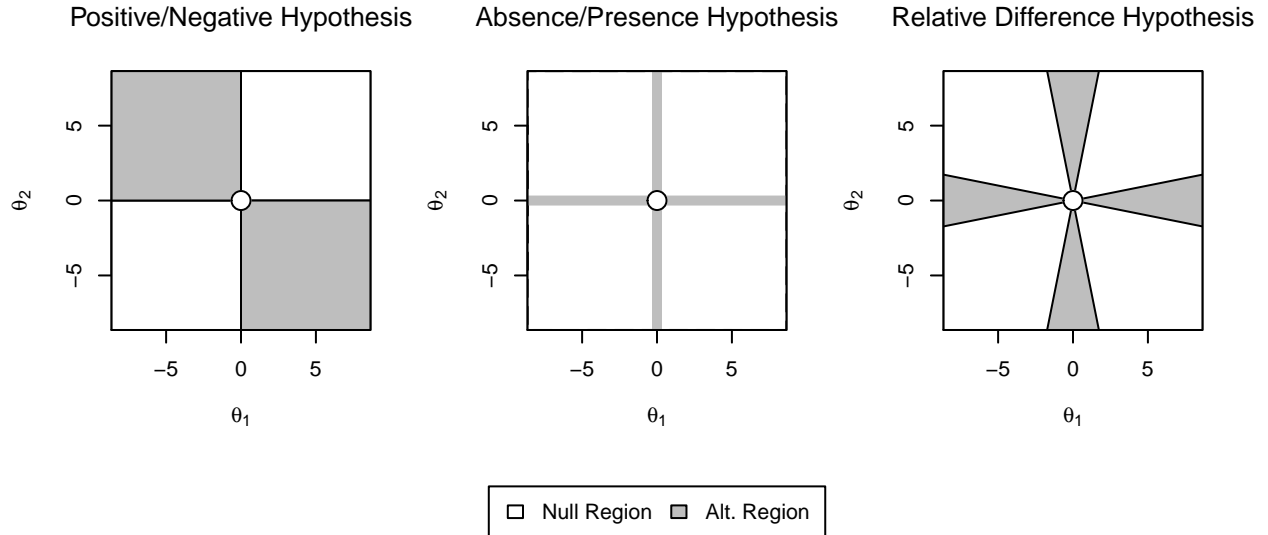 Positive/Negative Hypothesis
5
0
−5
θ2
−5 0 5
θ1
Absence/Presence Hypothesis
5
0
−5
θ2
−5 0 5
θ1
Relative Difference Hypothesis
5
0
−5
θ2
−5 0 5
θ1
Null Region Alt. Region